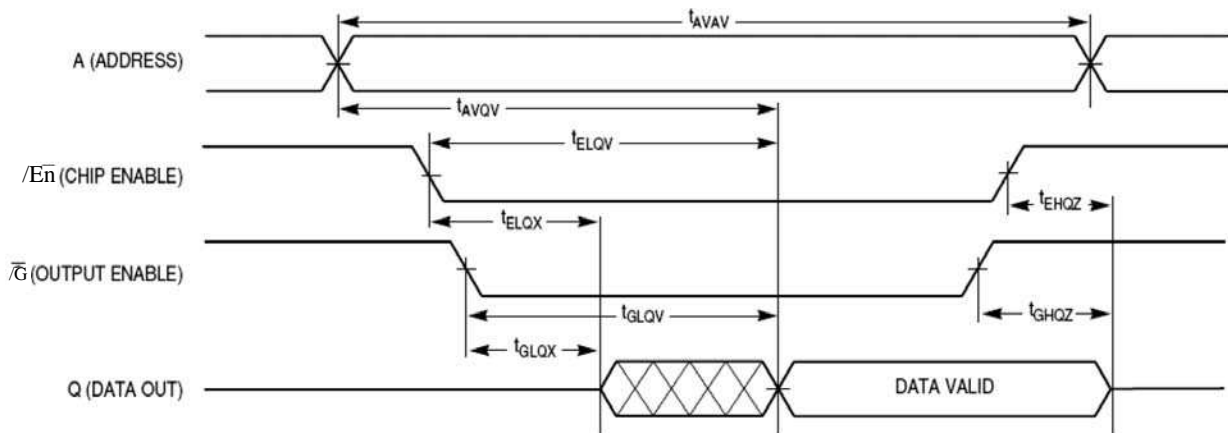 tAVAV
A (ADDRESS)
tAVQV
tELQV
/En̅ (CHIP ENABLE)
tEHQZ
tELQX
/G̅ (OUTPUT ENABLE)
tGLQV
tGHQZ
tGLQX
Q (DATA OUT)
DATA VALID